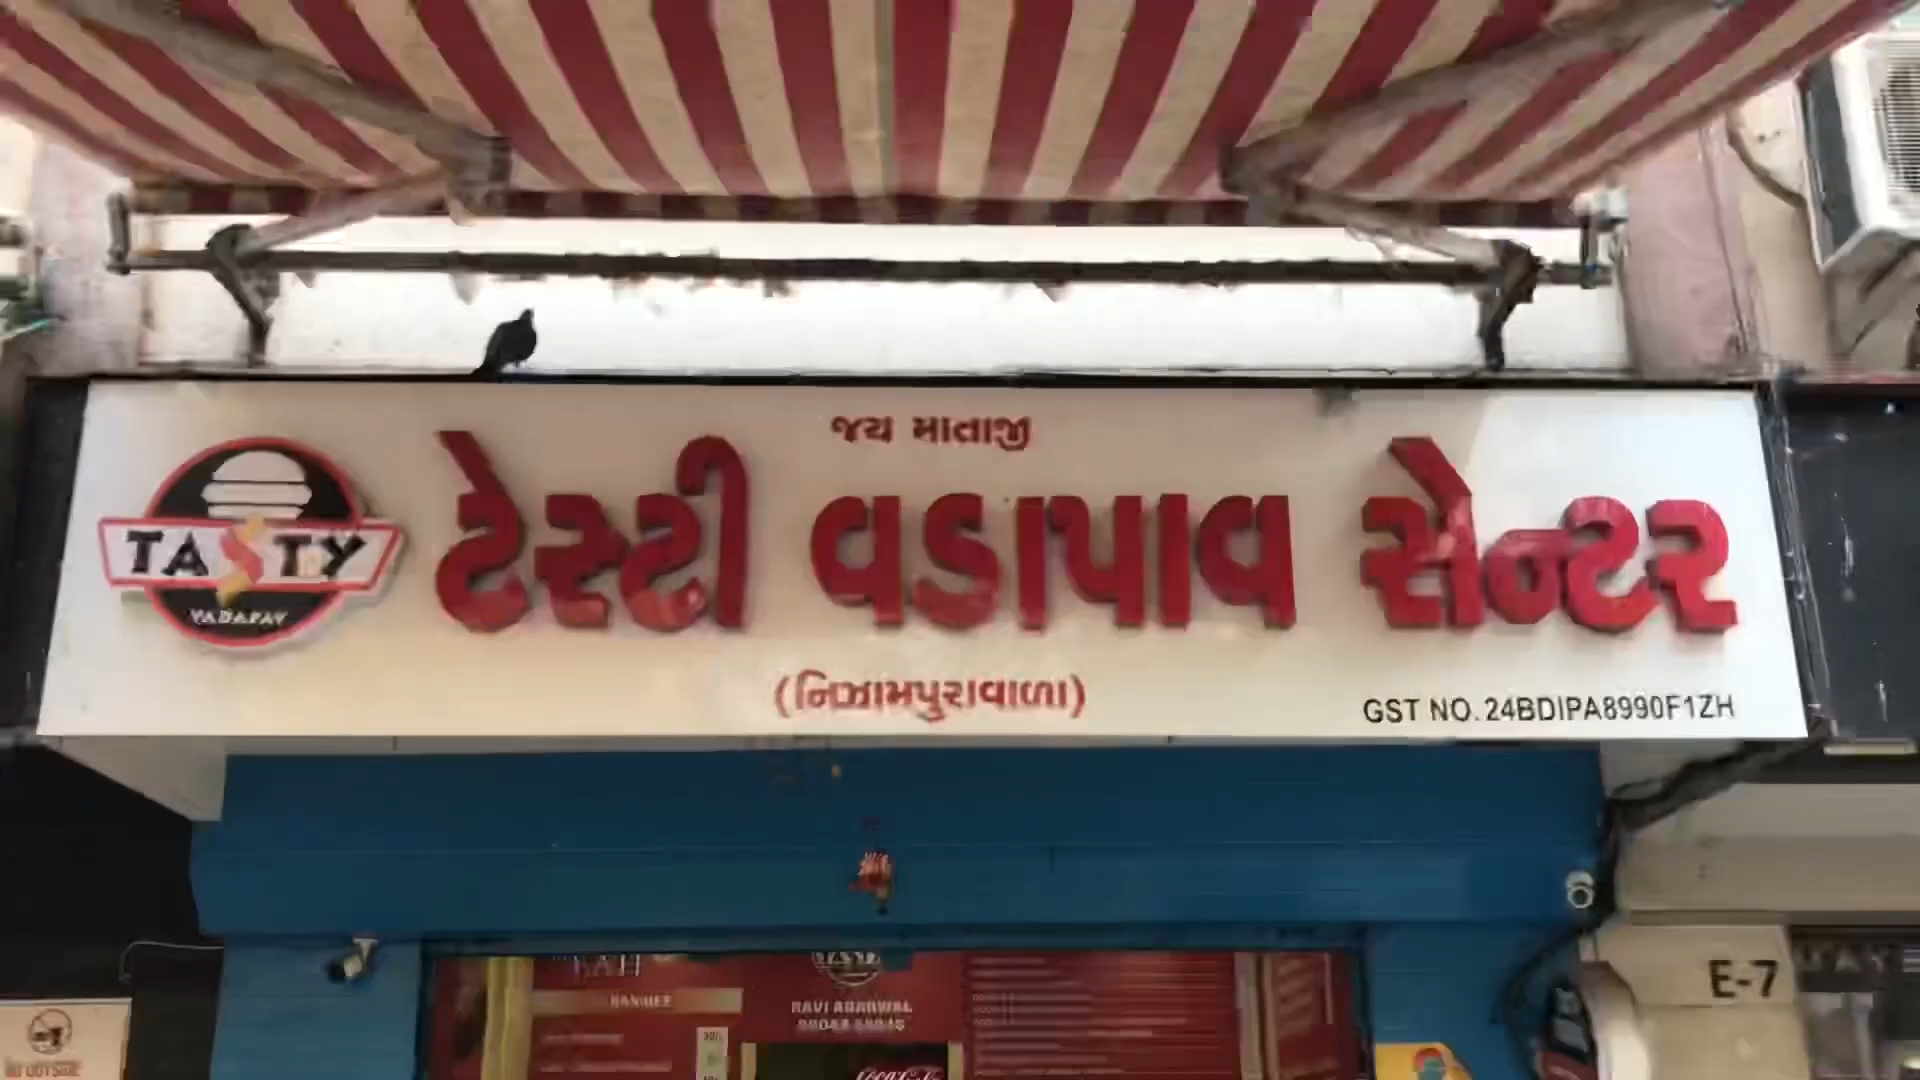 જય માતાજી
TASTY
VADAPAV
ટેસ્ટી વડાપાવ સેન્ટર
(નિઝામપુરાવાળા)
GST NO. 24BDIPA8990F1ZH
E-7
RAVI AGARWAL